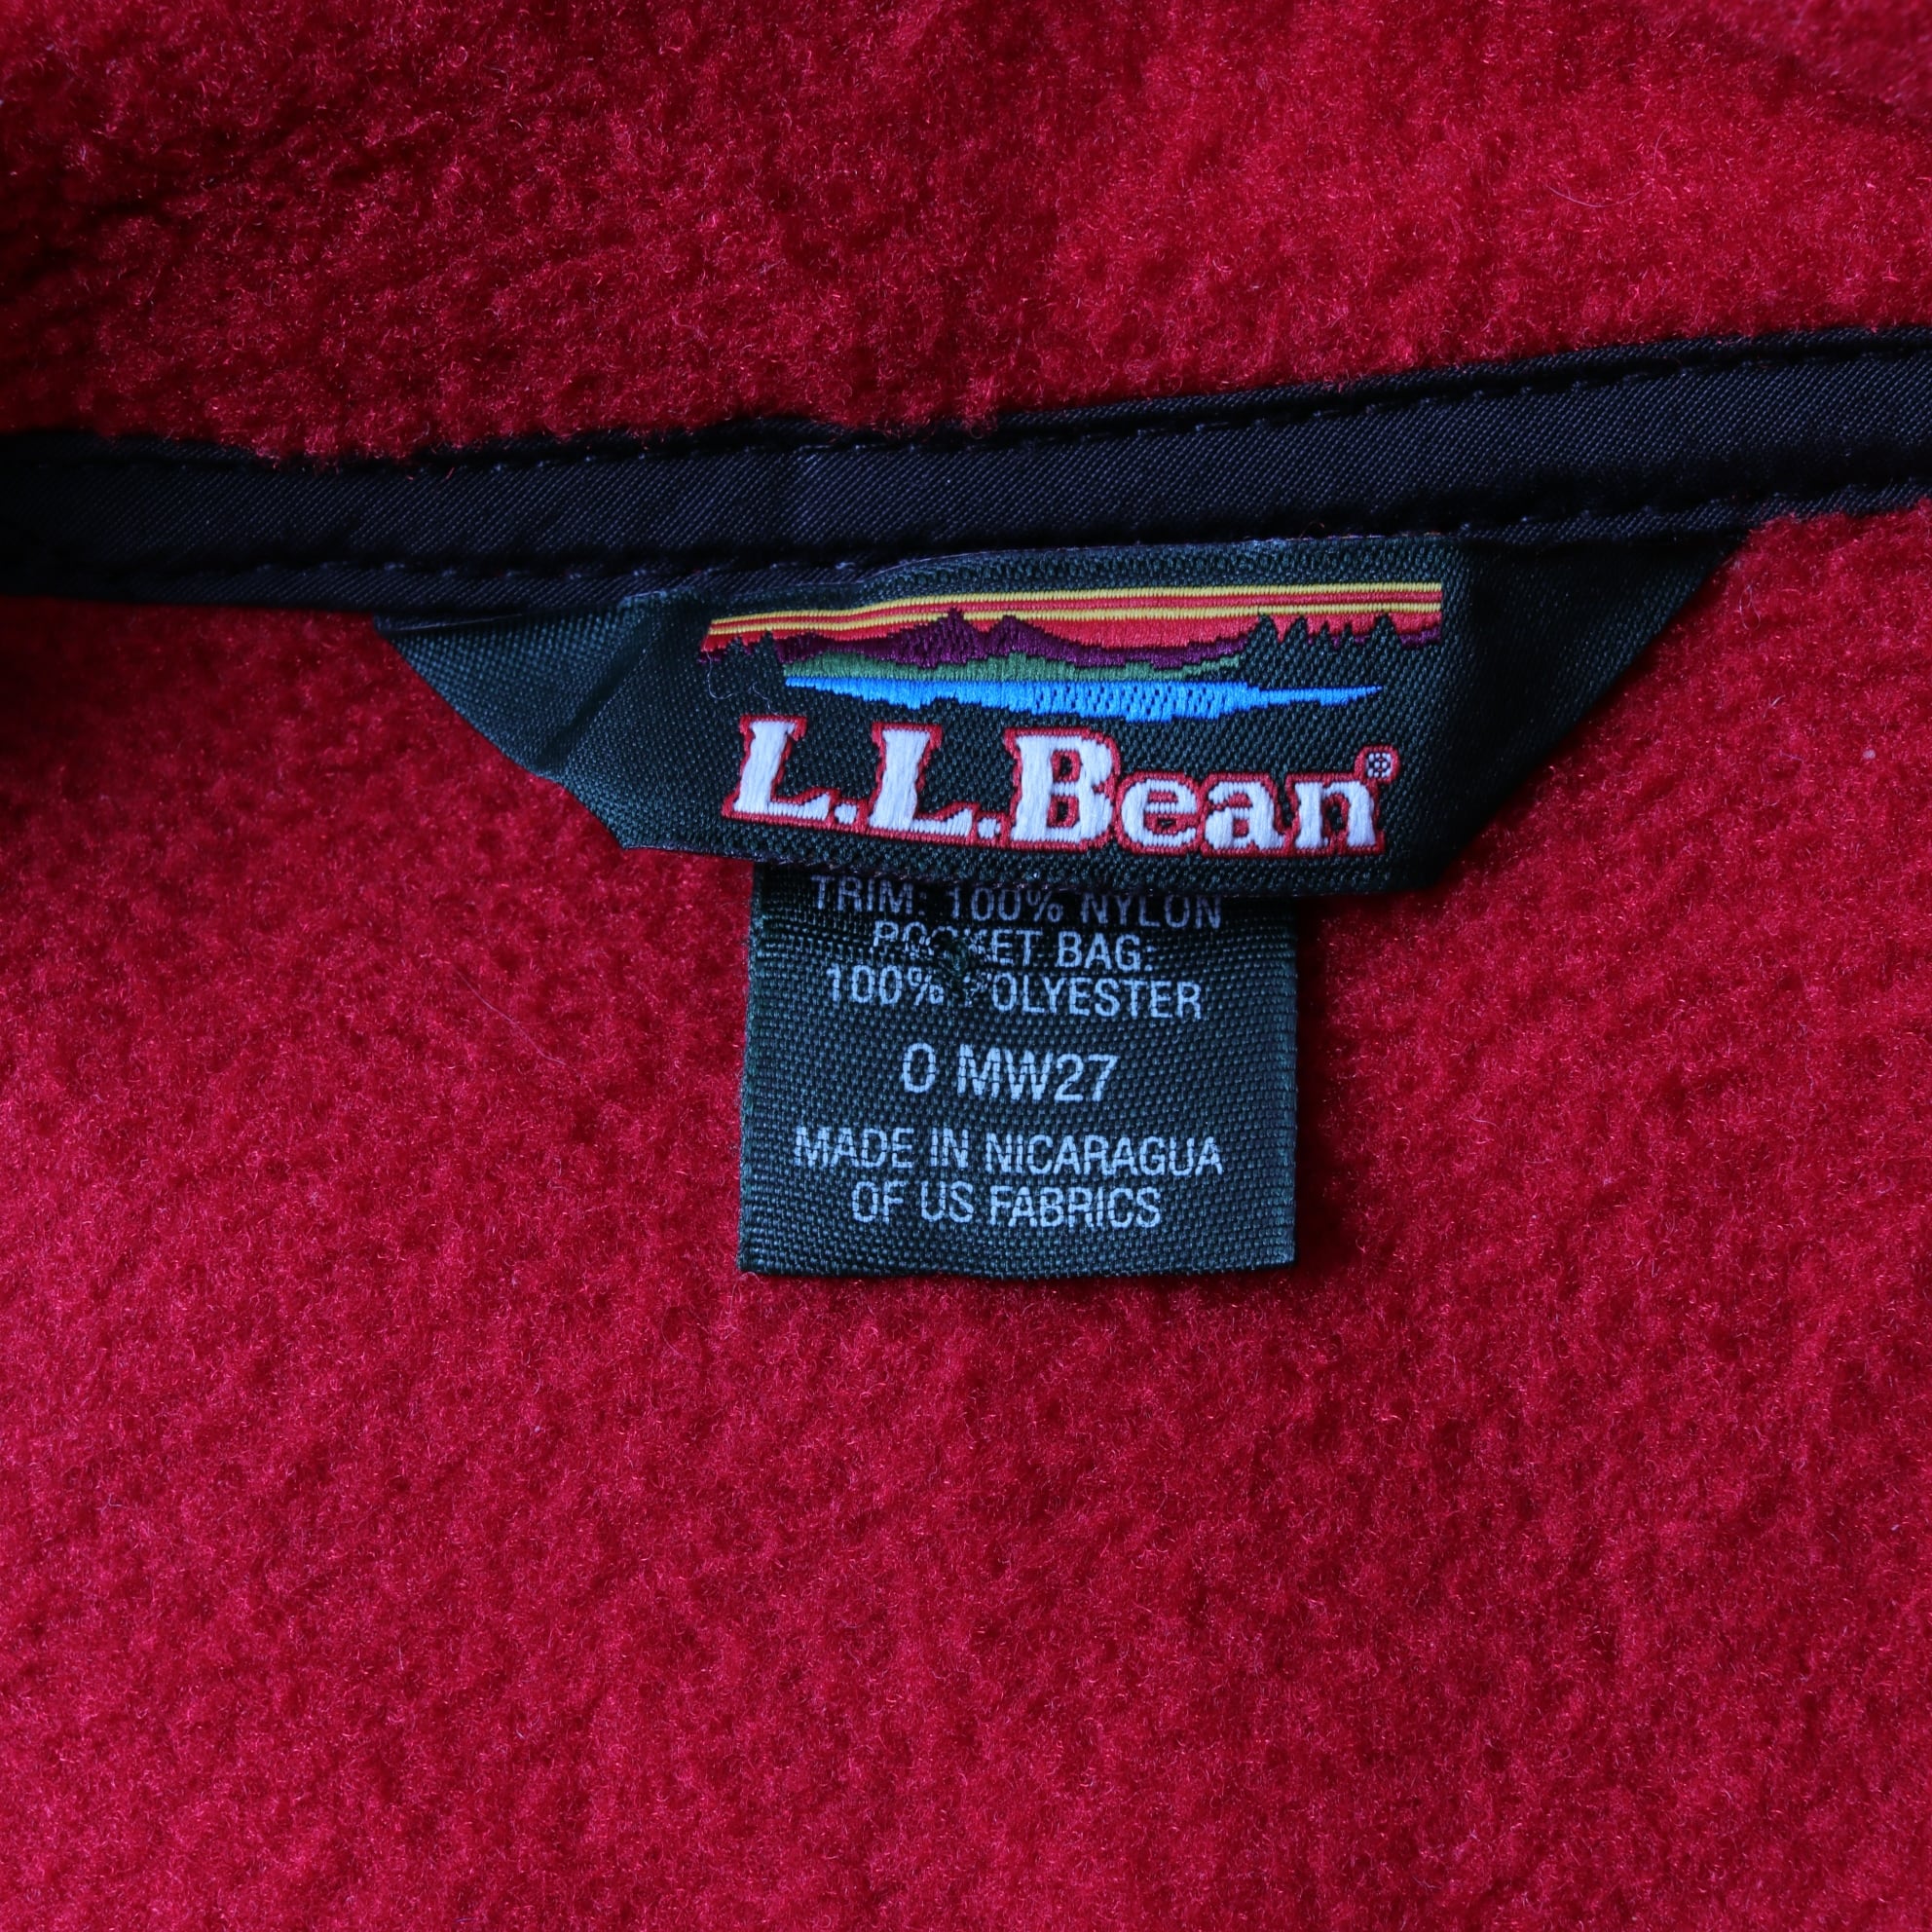 L.L.Bean®
TRIM: 100% NYLON
POCKET BAG:
100% POLYESTER
0 MW27
MADE IN NICARAGUA
OF US FABRICS